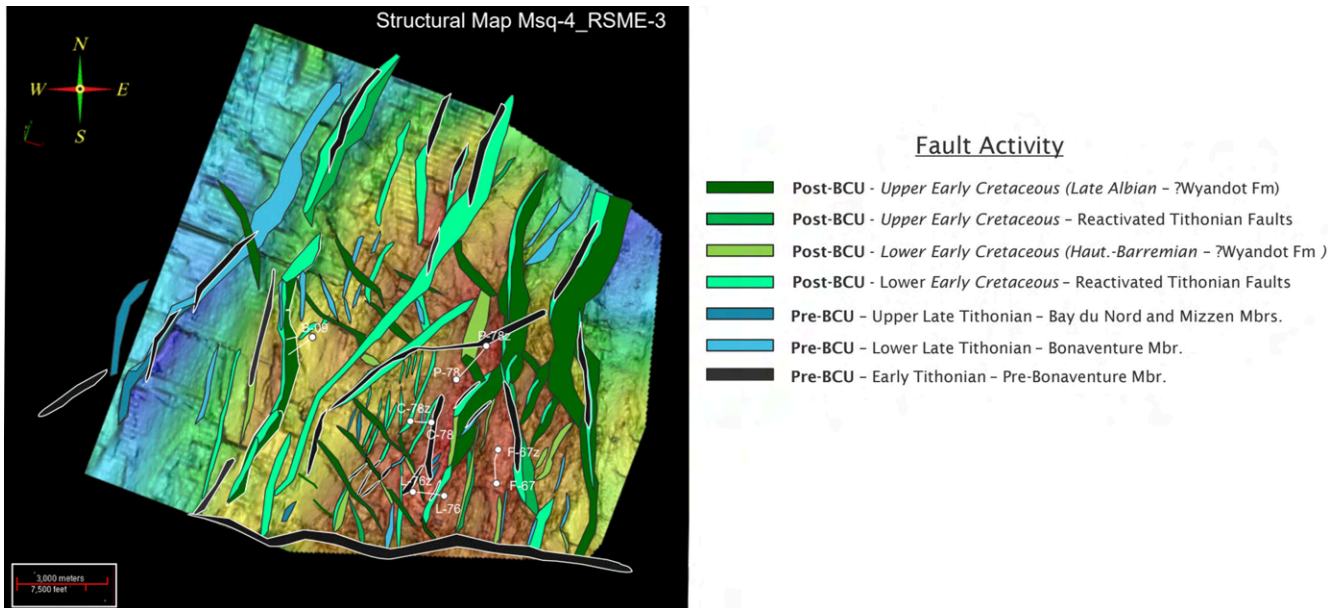 Structural Map Msq-4_RSME-3
N
W E
S
P-78z
P-78
C-78z
C-78
F-67z
F-67
L-76z
L-76
3,000 meters
7,500 feet
Fault Activity
Post-BCU - Upper Early Cretaceous (Late Albian – ?Wyandot Fm)
Post-BCU - Upper Early Cretaceous – Reactivated Tithonian Faults
Post-BCU - Lower Early Cretaceous (Haut.-Barremian – ?Wyandot Fm )
Post-BCU - Lower Early Cretaceous – Reactivated Tithonian Faults
Pre-BCU – Upper Late Tithonian – Bay du Nord and Mizzen Mbrs.
Pre-BCU – Lower Late Tithonian – Bonaventure Mbr.
Pre-BCU – Early Tithonian – Pre-Bonaventure Mbr.